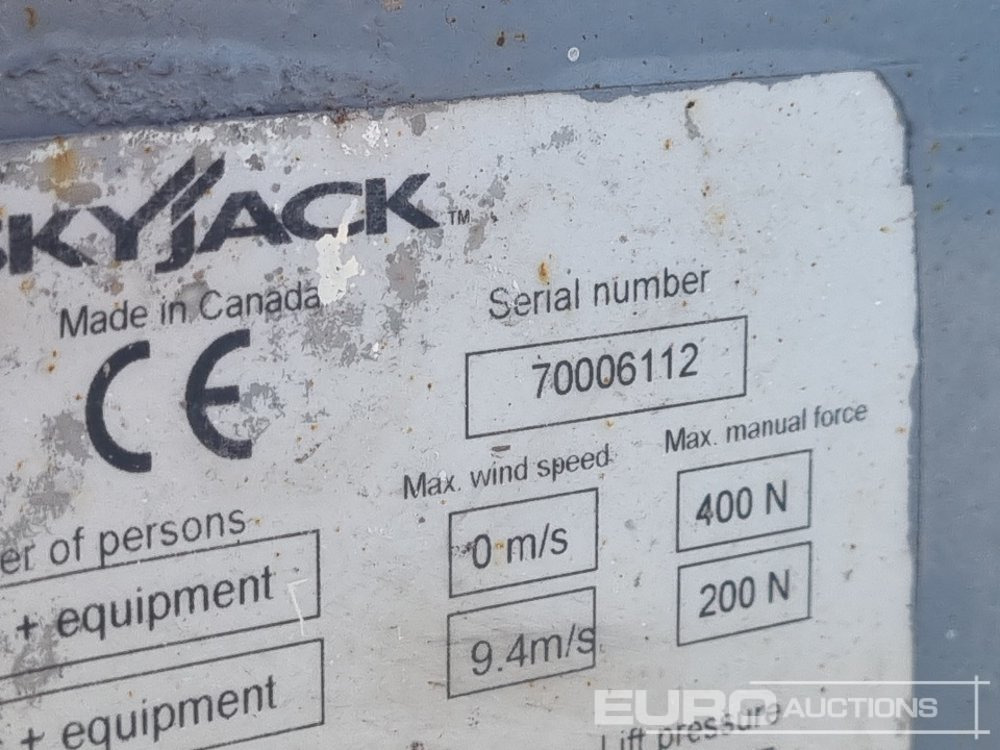 SKYJACK™
Made in Canada
CE
Serial number
70006112
Max. wind speed
Max. manual force
0 m/s
400 N
er of persons
+ equipment
9.4m/s
200 N
+ equipment
Lift pressure
EURO AUCTIONS